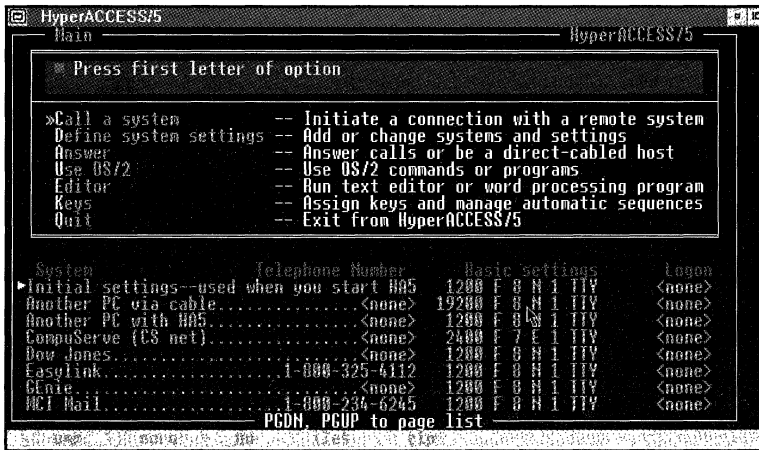 HyperACCESS/5
Main HyperACCESS/5
Press first letter of option
»Call a system -- Initiate a connection with a remote system
Define system settings -- Add or change systems and settings
Answer -- Answer calls or be a direct-cabled host
Use OS/2 -- Use OS/2 commands or programs
Editor -- Run text editor or word processing program
Keys -- Assign keys and manage automatic sequences
Quit -- Exit from HyperACCESS/5
System Telephone Number Basic settings Logon
Initial settings--used when you start HA5 1200 F 8 N 1 TTY <none>
Another PC via cable................<none> 19200 F 8 N 1 TTY <none>
Another PC with HA5.................<none> 1200 F 8 N 1 TTY <none>
CompuServe (CS net).................<none> 2400 F 7 E 1 TTY <none>
Dow Jones...........................<none> 1200 F 8 N 1 TTY <none>
Easylink....................1-800-325-4112 1200 F 8 N 1 TTY <none>
GEnie...............................<none> 1200 F 8 N 1 TTY <none>
MCI Mail....................1-800-234-6245 1200 F 8 N 1 TTY <none>
PGDN, PGUP to page list